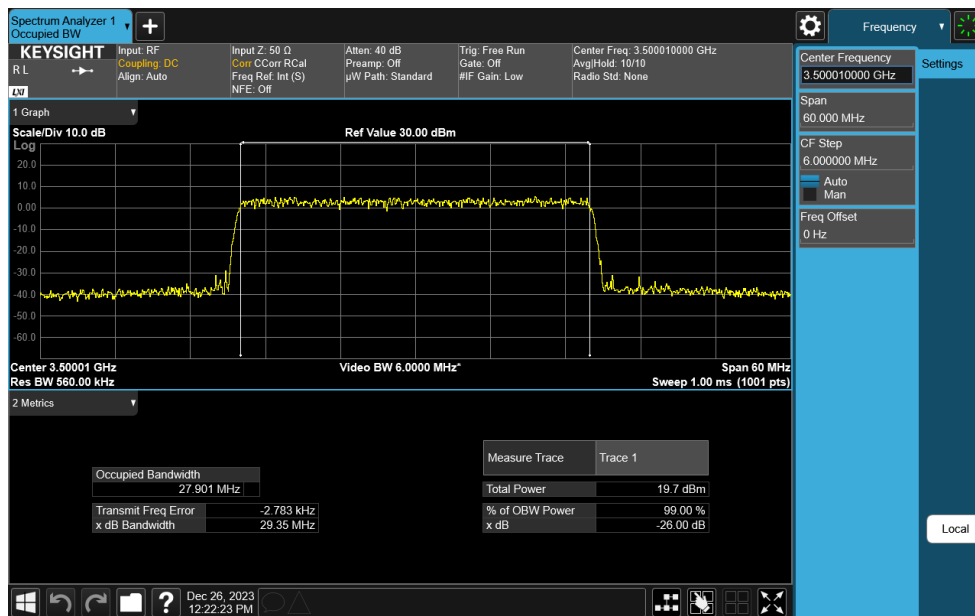 Spectrum Analyzer 1
Occupied BW
Frequency
KEYSIGHT
R L
LXI
Input: RF
Coupling: DC
Align: Auto
Input Z: 50 Ω
Corr CCorr RCal
Freq Ref: Int (S)
NFE: Off
Atten: 40 dB
Preamp: Off
µW Path: Standard
Trig: Free Run
Gate: Off
#IF Gain: Low
Center Freq: 3.500010000 GHz
Avg|Hold: 10/10
Radio Std: None
Center Frequency
3.500010000 GHz
Settings
Span
60.000 MHz
CF Step
6.000000 MHz
Auto
Man
Freq Offset
0 Hz
Local
1 Graph
Scale/Div 10.0 dB
Ref Value 30.00 dBm
Log
20.0
10.0
0.00
-10.0
-20.0
-30.0
-40.0
-50.0
-60.0
Center 3.50001 GHz
Video BW 6.0000 MHz*
Span 60 MHz
Res BW 560.00 kHz
Sweep 1.00 ms (1001 pts)
2 Metrics
Measure Trace Trace 1
Occupied Bandwidth
27.901 MHz
Total Power 19.7 dBm
Transmit Freq Error -2.783 kHz
% of OBW Power 99.00 %
x dB Bandwidth 29.35 MHz
x dB -26.00 dB
Dec 26, 2023
12:22:23 PM